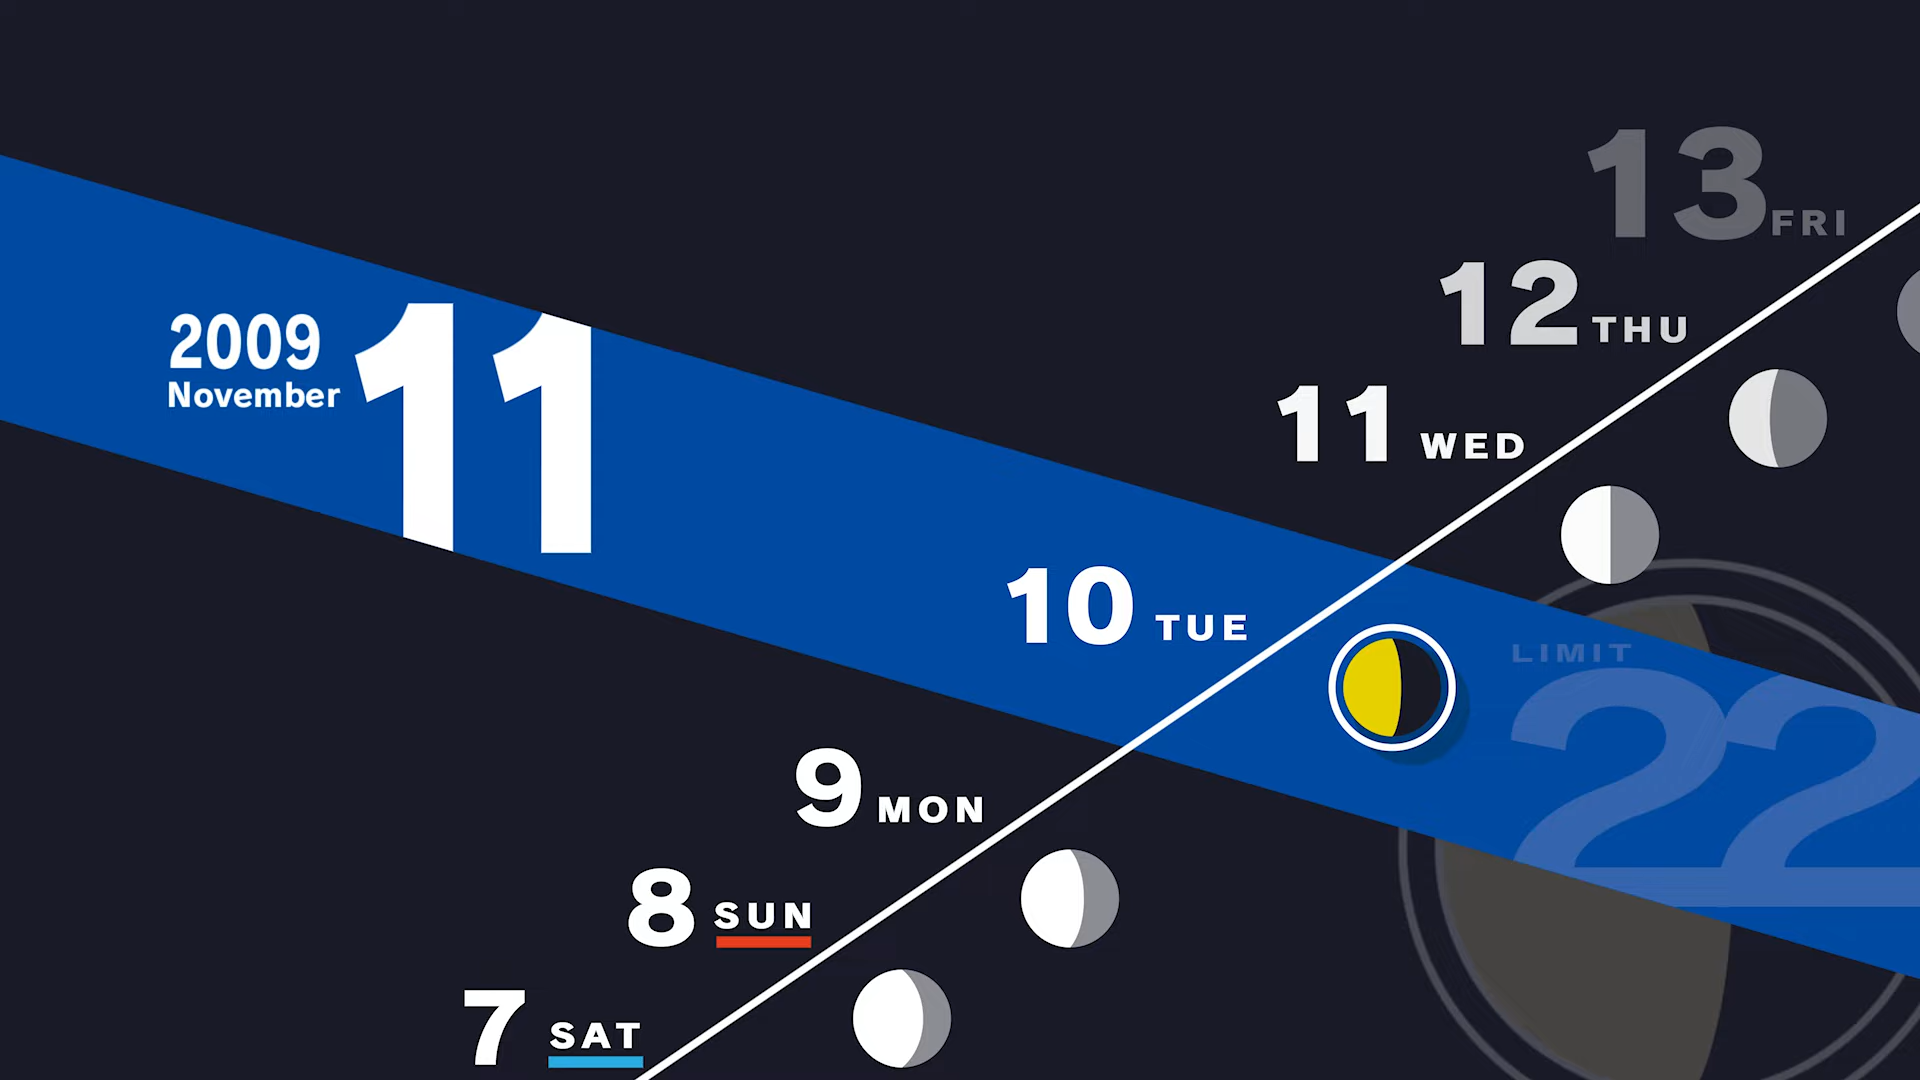 2009
November
11
13 FRI
12 THU
11 WED
10 TUE
9 MON
8 SUN
7 SAT
LIMIT
22